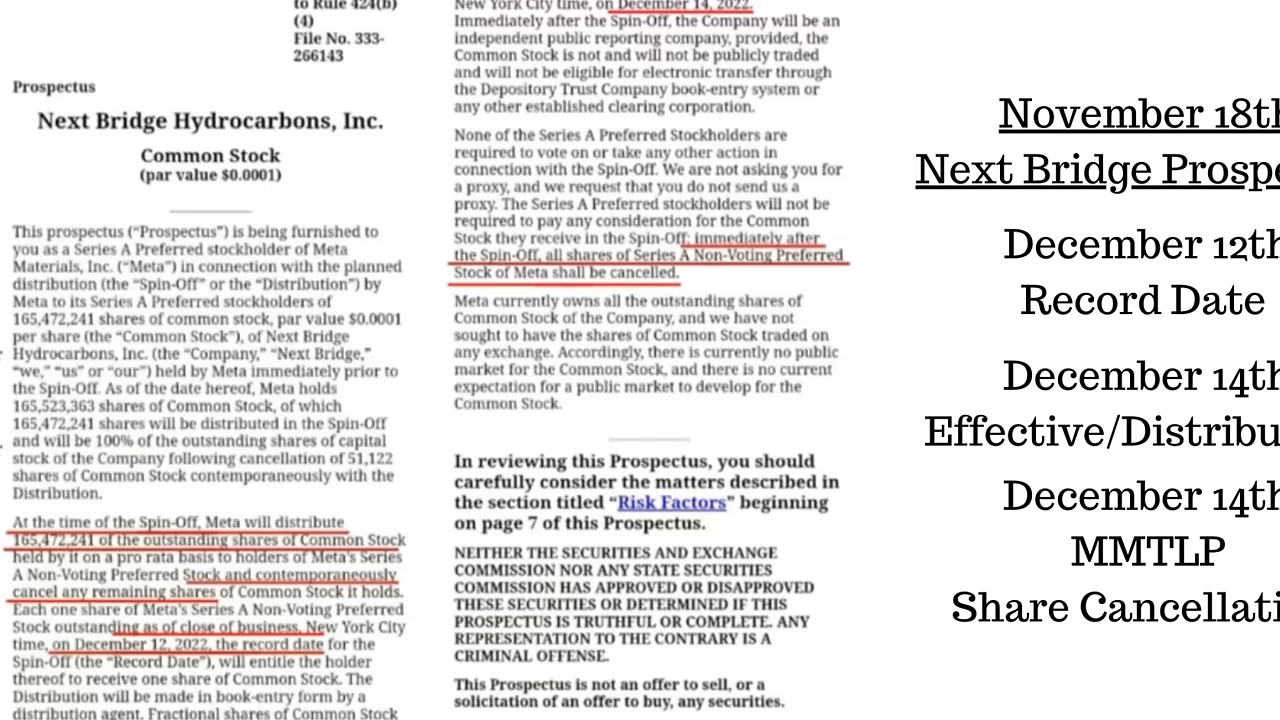 to Rule 424(b)
(4)
File No. 333-
266143
Prospectus
Next Bridge Hydrocarbons, Inc.
Common Stock
(par value $0.0001)
This prospectus (“Prospectus”) is being furnished to
you as a Series A Preferred stockholder of Meta
Materials, Inc. (“Meta”) in connection with the planned
distribution (the “Spin-Off” or the “Distribution”) by
Meta to its Series A Preferred stockholders of
165,472,241 shares of common stock, par value $0.0001
per share (the “Common Stock”), of Next Bridge
Hydrocarbons, Inc. (the “Company,” “Next Bridge,”
“we,” “us” or “our”) held by Meta immediately prior to
the Spin-Off. As of the date hereof, Meta holds
165,523,363 shares of Common Stock, of which
165,472,241 shares will be distributed in the Spin-Off
and will be 100% of the outstanding shares of capital
stock of the Company following cancellation of 51,122
shares of Common Stock contemporaneously with the
Distribution.
At the time of the Spin-Off, Meta will distribute
165,472,241 of the outstanding shares of Common Stock
held by it on a pro rata basis to holders of Meta's Series
A Non-Voting Preferred Stock and contemporaneously
cancel any remaining shares of Common Stock it holds.
Each one share of Meta's Series A Non-Voting Preferred
Stock outstanding as of close of business, New York City
time, on December 12, 2022, the record date for the
Spin-Off (the “Record Date”), will entitle the holder
thereof to receive one share of Common Stock. The
Distribution will be made in book-entry form by a
distribution agent. Fractional shares of Common Stock
New York City time, on December 14, 2022.
Immediately after the Spin-Off, the Company will be an
independent public reporting company, provided, the
Common Stock is not and will not be publicly traded
and will not be eligible for electronic transfer through
the Depository Trust Company book-entry system or
any other established clearing corporation.
None of the Series A Preferred Stockholders are
required to vote on or take any other action in
connection with the Spin-Off. We are not asking you for
a proxy, and we request that you do not send us a
proxy. The Series A Preferred stockholders will not be
required to pay any consideration for the Common
Stock they receive in the Spin-Off; immediately after
the Spin-Off, all shares of Series A Non-Voting Preferred
Stock of Meta shall be cancelled.
Meta currently owns all the outstanding shares of
Common Stock of the Company, and we have not
sought to have the shares of Common Stock traded on
any exchange. Accordingly, there is currently no public
market for the Common Stock, and there is no current
expectation for a public market to develop for the
Common Stock.
In reviewing this Prospectus, you should
carefully consider the matters described in
the section titled “Risk Factors” beginning
on page 7 of this Prospectus.
NEITHER THE SECURITIES AND EXCHANGE
COMMISSION NOR ANY STATE SECURITIES
COMMISSION HAS APPROVED OR DISAPPROVED
THESE SECURITIES OR DETERMINED IF THIS
PROSPECTUS IS TRUTHFUL OR COMPLETE. ANY
REPRESENTATION TO THE CONTRARY IS A
CRIMINAL OFFENSE.
This Prospectus is not an offer to sell, or a
solicitation of an offer to buy, any securities.
November 18th
Next Bridge Prospe
December 12th
Record Date
December 14th
Effective/Distribu
December 14th
MMTLP
Share Cancellati